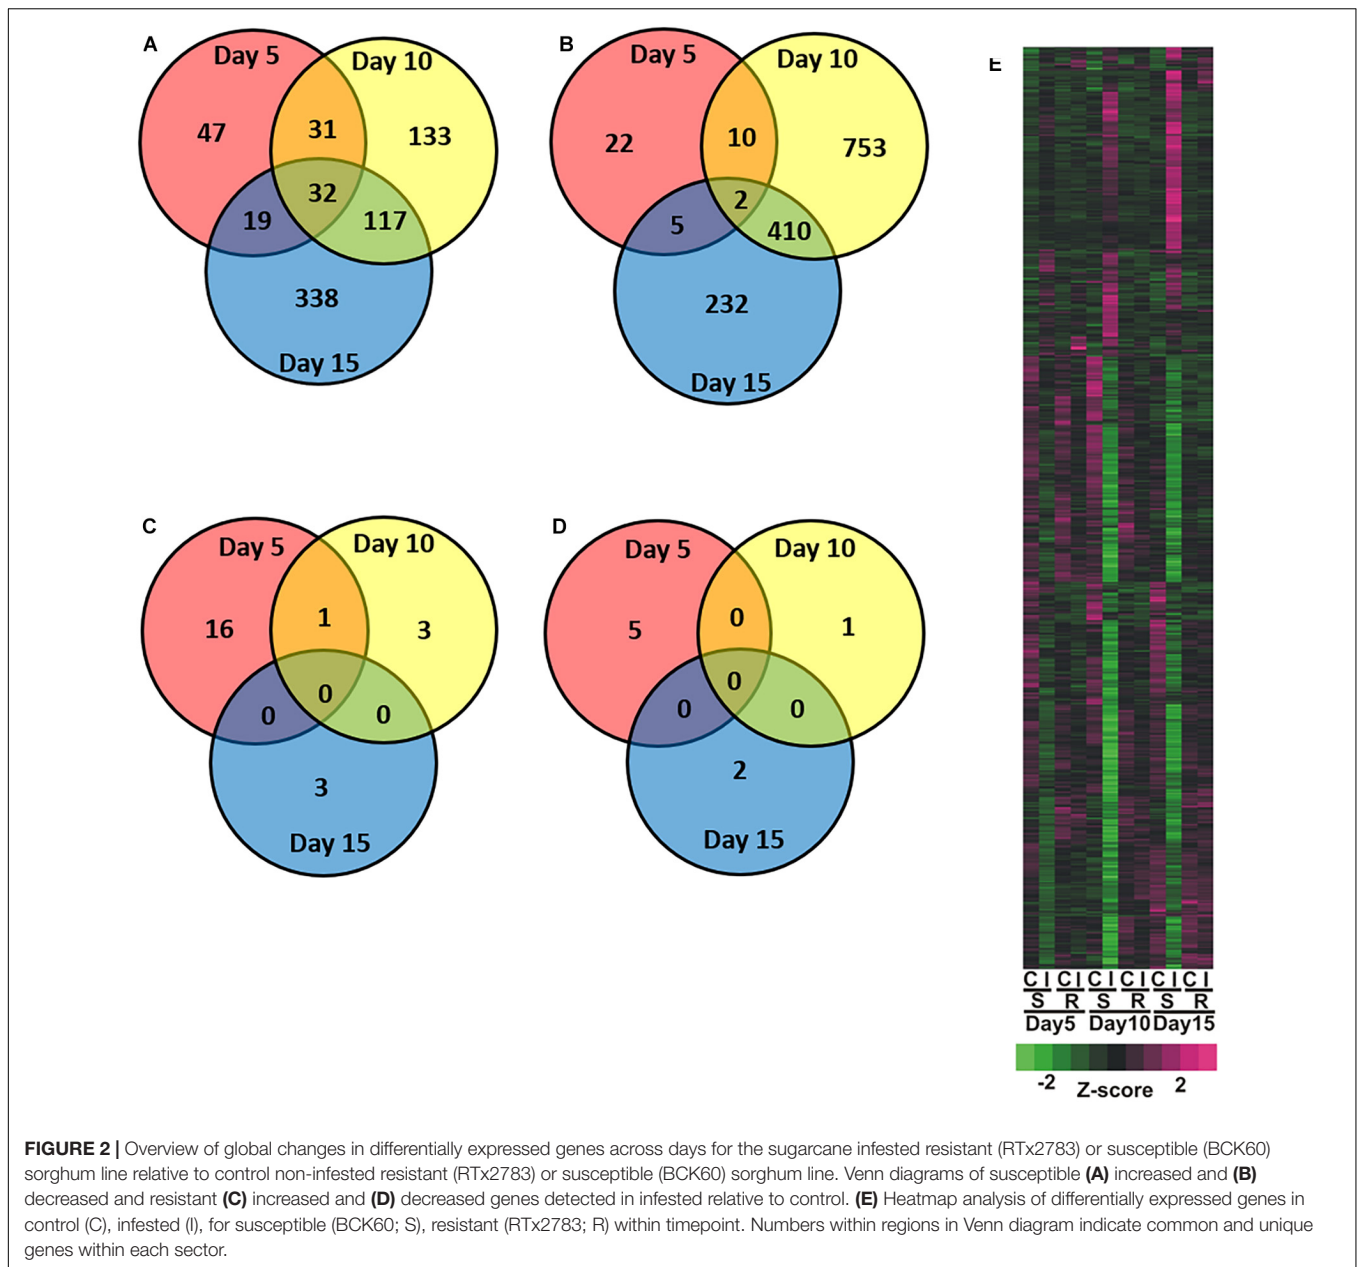 A
Day 5
Day 10
47
31
133
32
19
117
338
Day 15
B
Day 5
Day 10
22
10
753
2
5
410
232
Day 15
C
Day 5
Day 10
16
1
3
0
0
0
3
Day 15
D
Day 5
Day 10
5
0
1
0
0
0
2
Day 15
E
C I C I C I C I C I C I
S R S R S R
Day5 Day10 Day15
-2 Z-score 2
FIGURE 2 | Overview of global changes in differentially expressed genes across days for the sugarcane infested resistant (RTx2783) or susceptible (BCK60)
sorghum line relative to control non-infested resistant (RTx2783) or susceptible (BCK60) sorghum line. Venn diagrams of susceptible (A) increased and (B)
decreased and resistant (C) increased and (D) decreased genes detected in infested relative to control. (E) Heatmap analysis of differentially expressed genes in
control (C), infested (I), for susceptible (BCK60; S), resistant (RTx2783; R) within timepoint. Numbers within regions in Venn diagram indicate common and unique
genes within each sector.